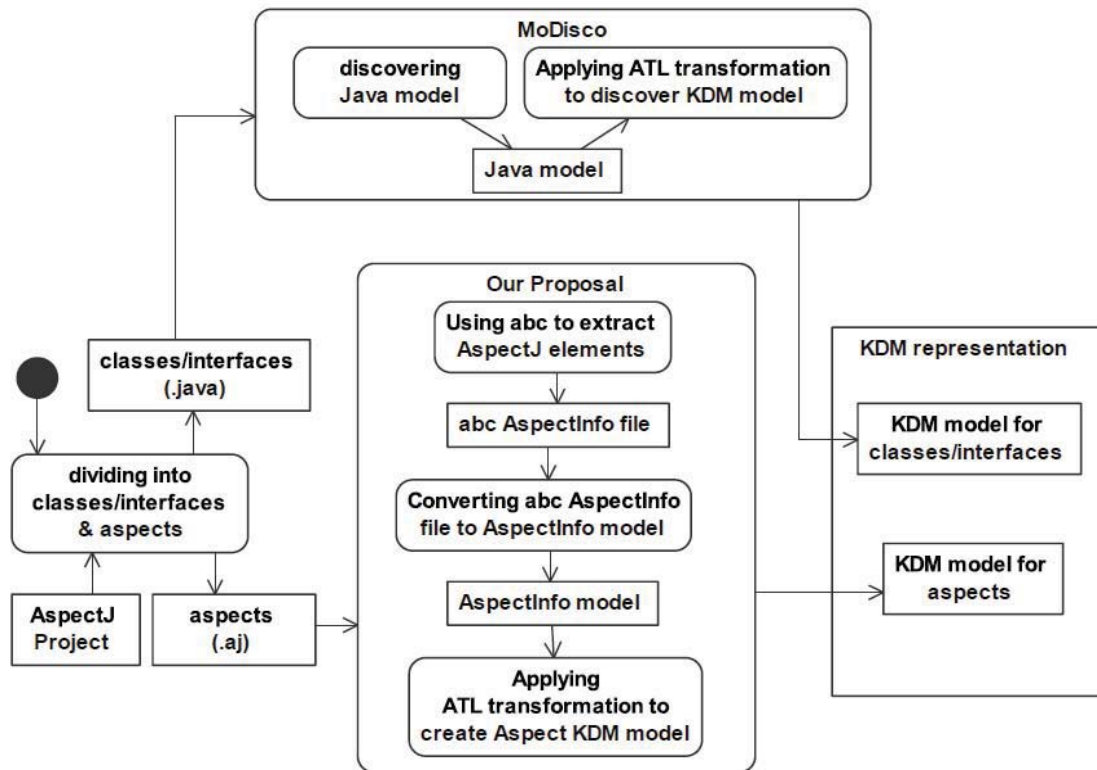 MoDisco
discovering
Java model
Applying ATL transformation
to discover KDM model
Java model
Our Proposal
Using abc to extract
AspectJ elements
abc AspectInfo file
Converting abc AspectInfo
file to AspectInfo model
AspectInfo model
Applying
ATL transformation to
create Aspect KDM model
classes/interfaces
(.java)
dividing into
classes/interfaces
& aspects
AspectJ
Project
aspects
(.aj)
KDM representation
KDM model for
classes/interfaces
KDM model for
aspects